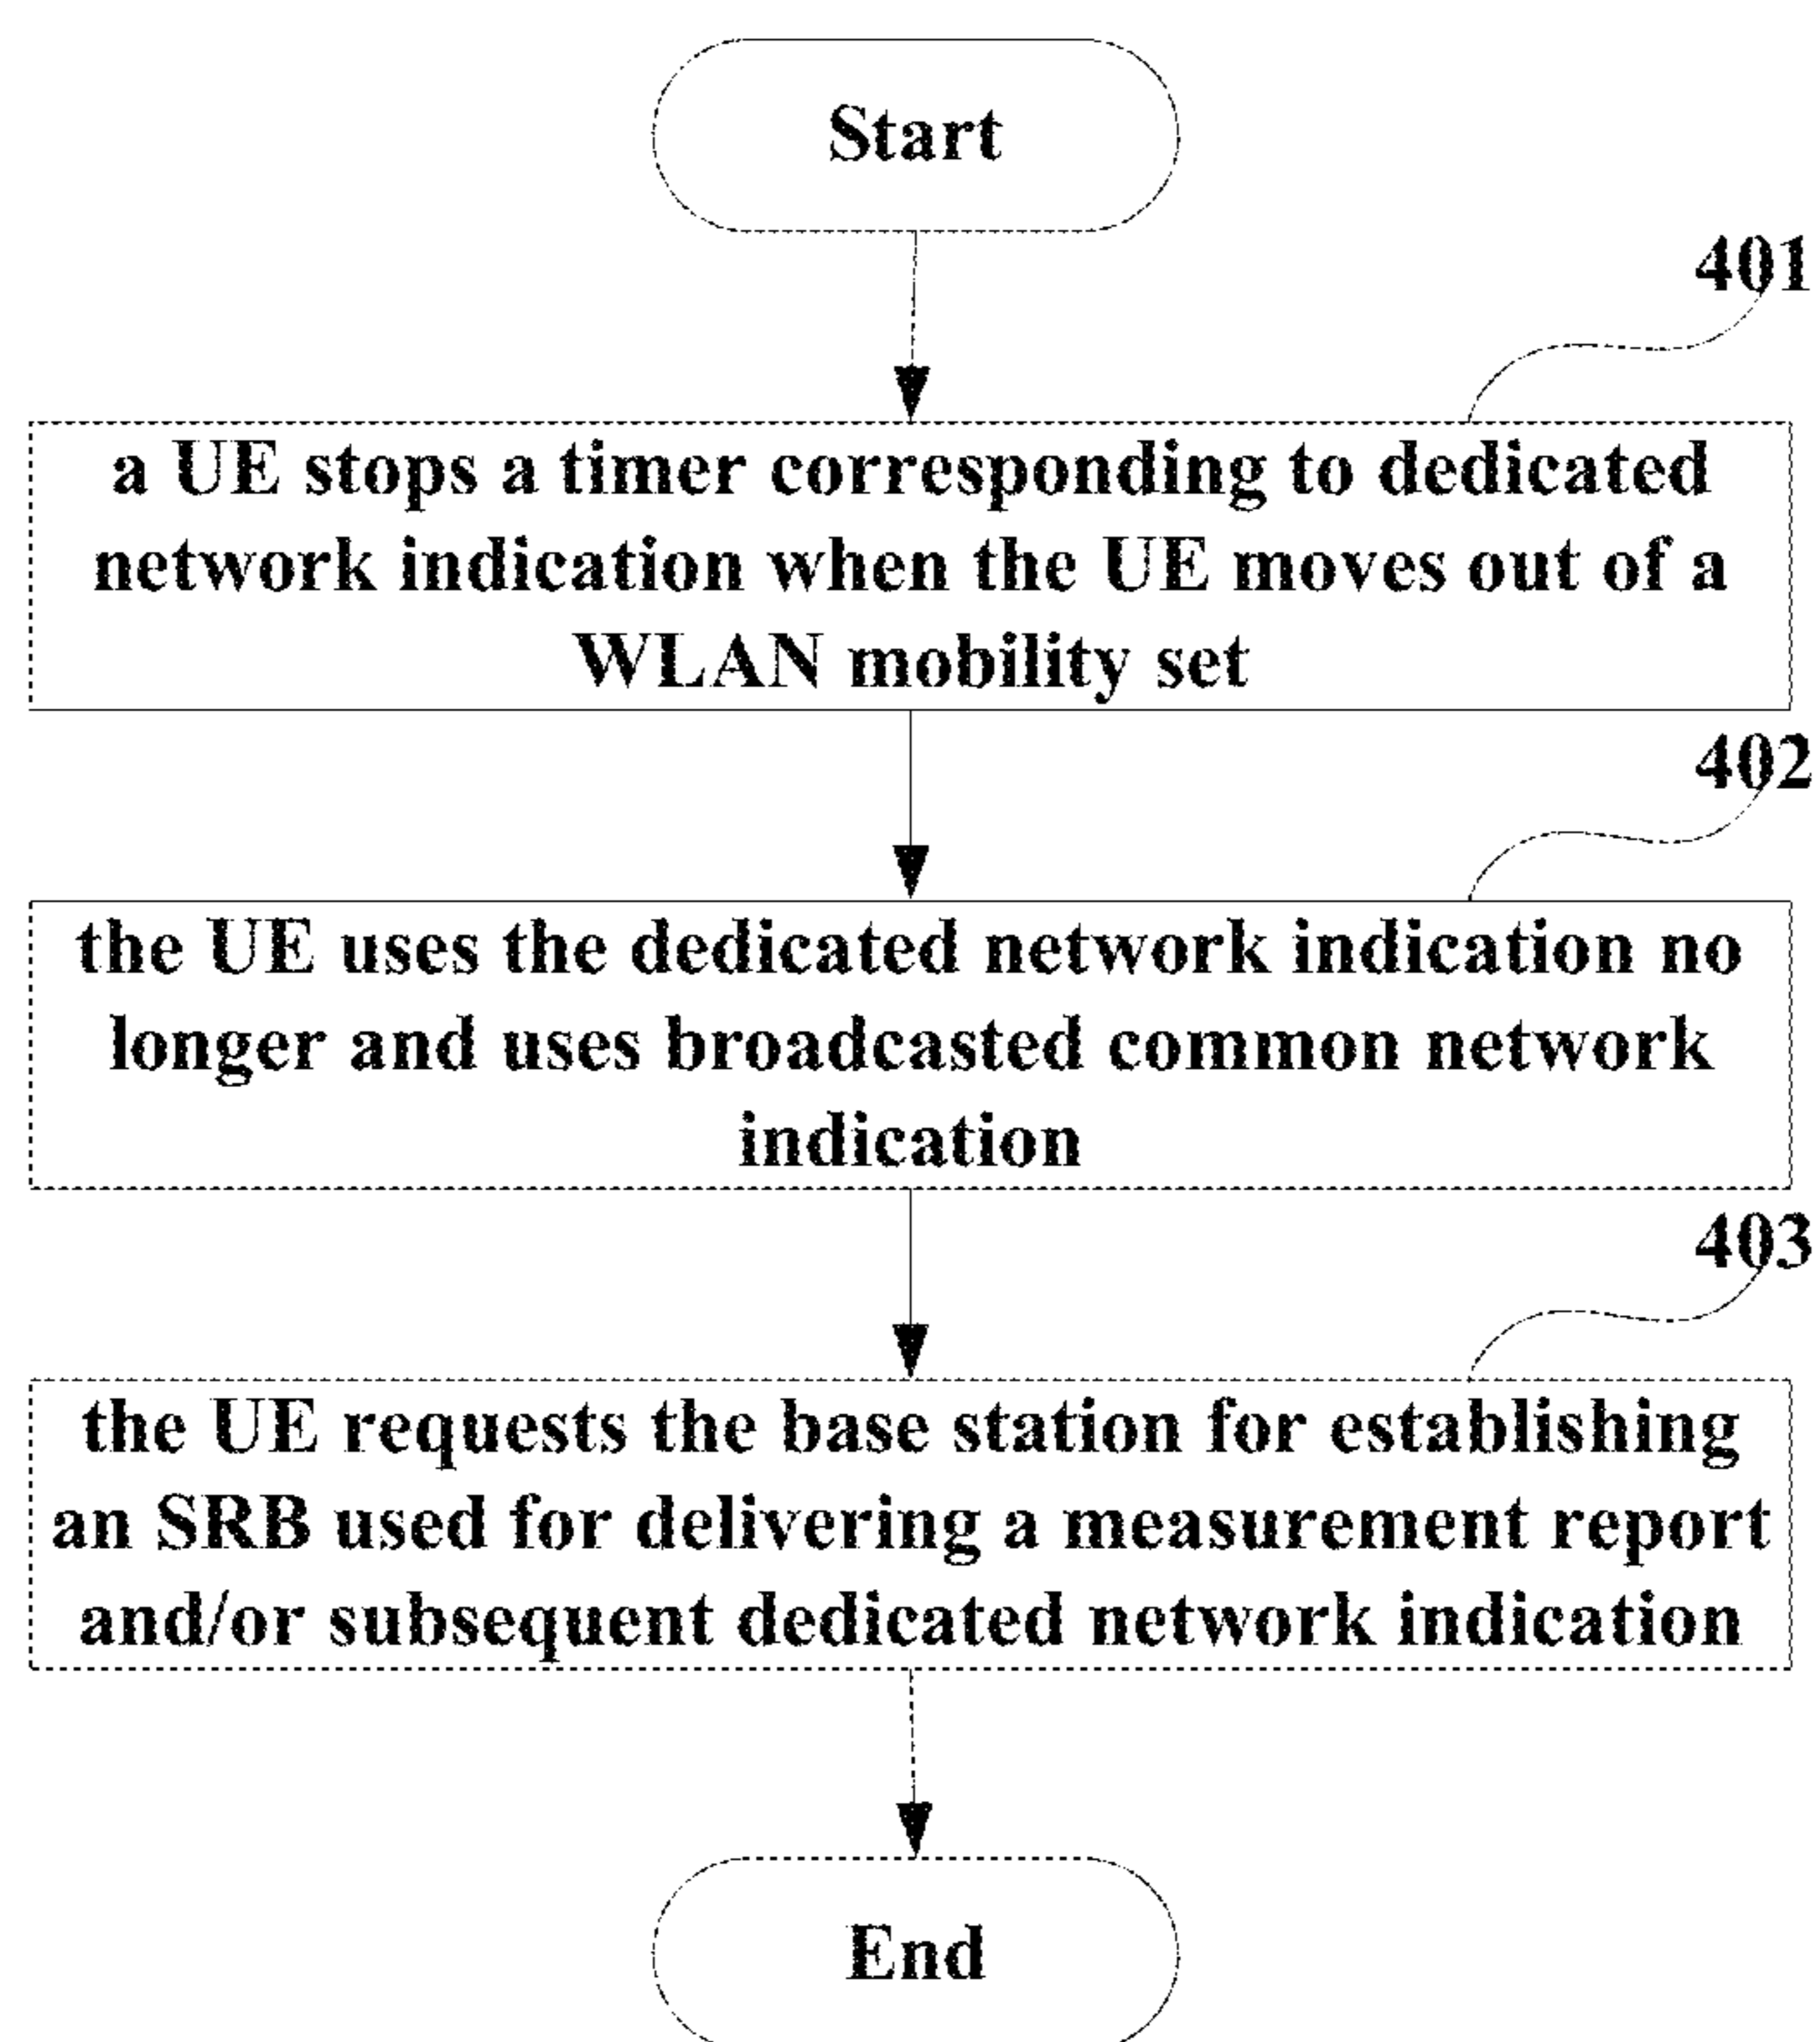 Start
401
a UE stops a timer corresponding to dedicated
network indication when the UE moves out of a
WLAN mobility set
402
the UE uses the dedicated network indication no
longer and uses broadcasted common network
indication
403
the UE requests the base station for establishing
an SRB used for delivering a measurement report
and/or subsequent dedicated network indication
End